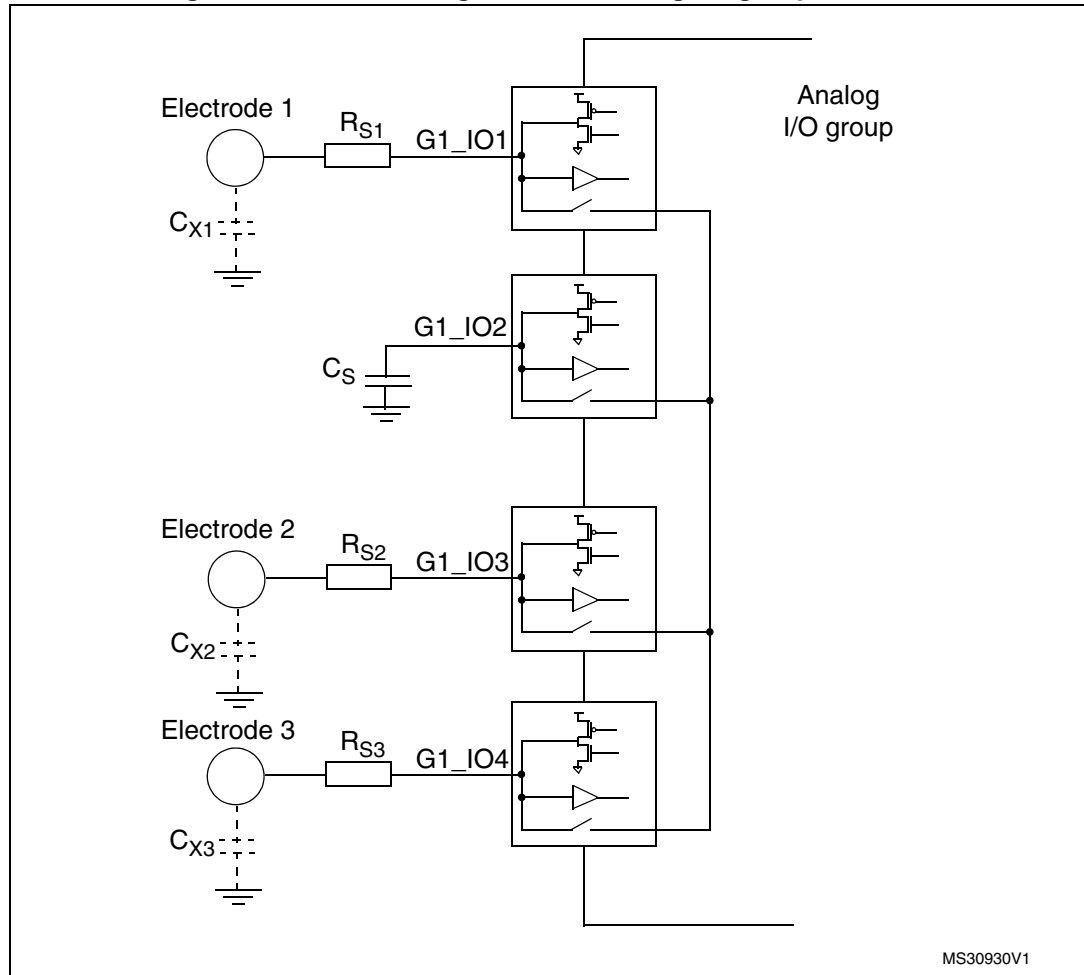 Analog
I/O group
Electrode 1
RS1
G1_IO1
CX1
G1_IO2
CS
Electrode 2
RS2
G1_IO3
CX2
Electrode 3
RS3
G1_IO4
CX3
MS30930V1